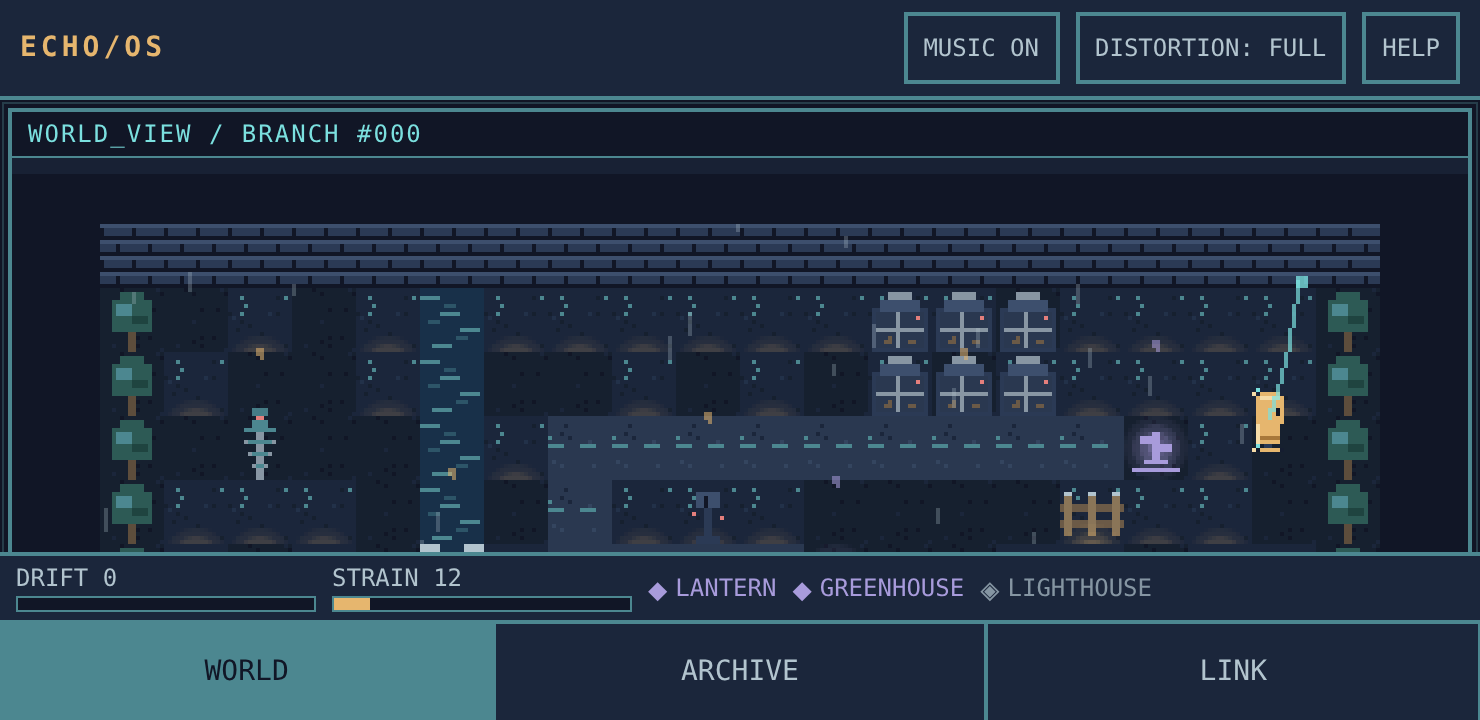 ECHO/OS
MUSIC ON
DISTORTION: FULL
HELP
WORLD_VIEW / BRANCH #000
DRIFT 0
STRAIN 12
◆ LANTERN ◆ GREENHOUSE ◈ LIGHTHOUSE
WORLD
ARCHIVE
LINK